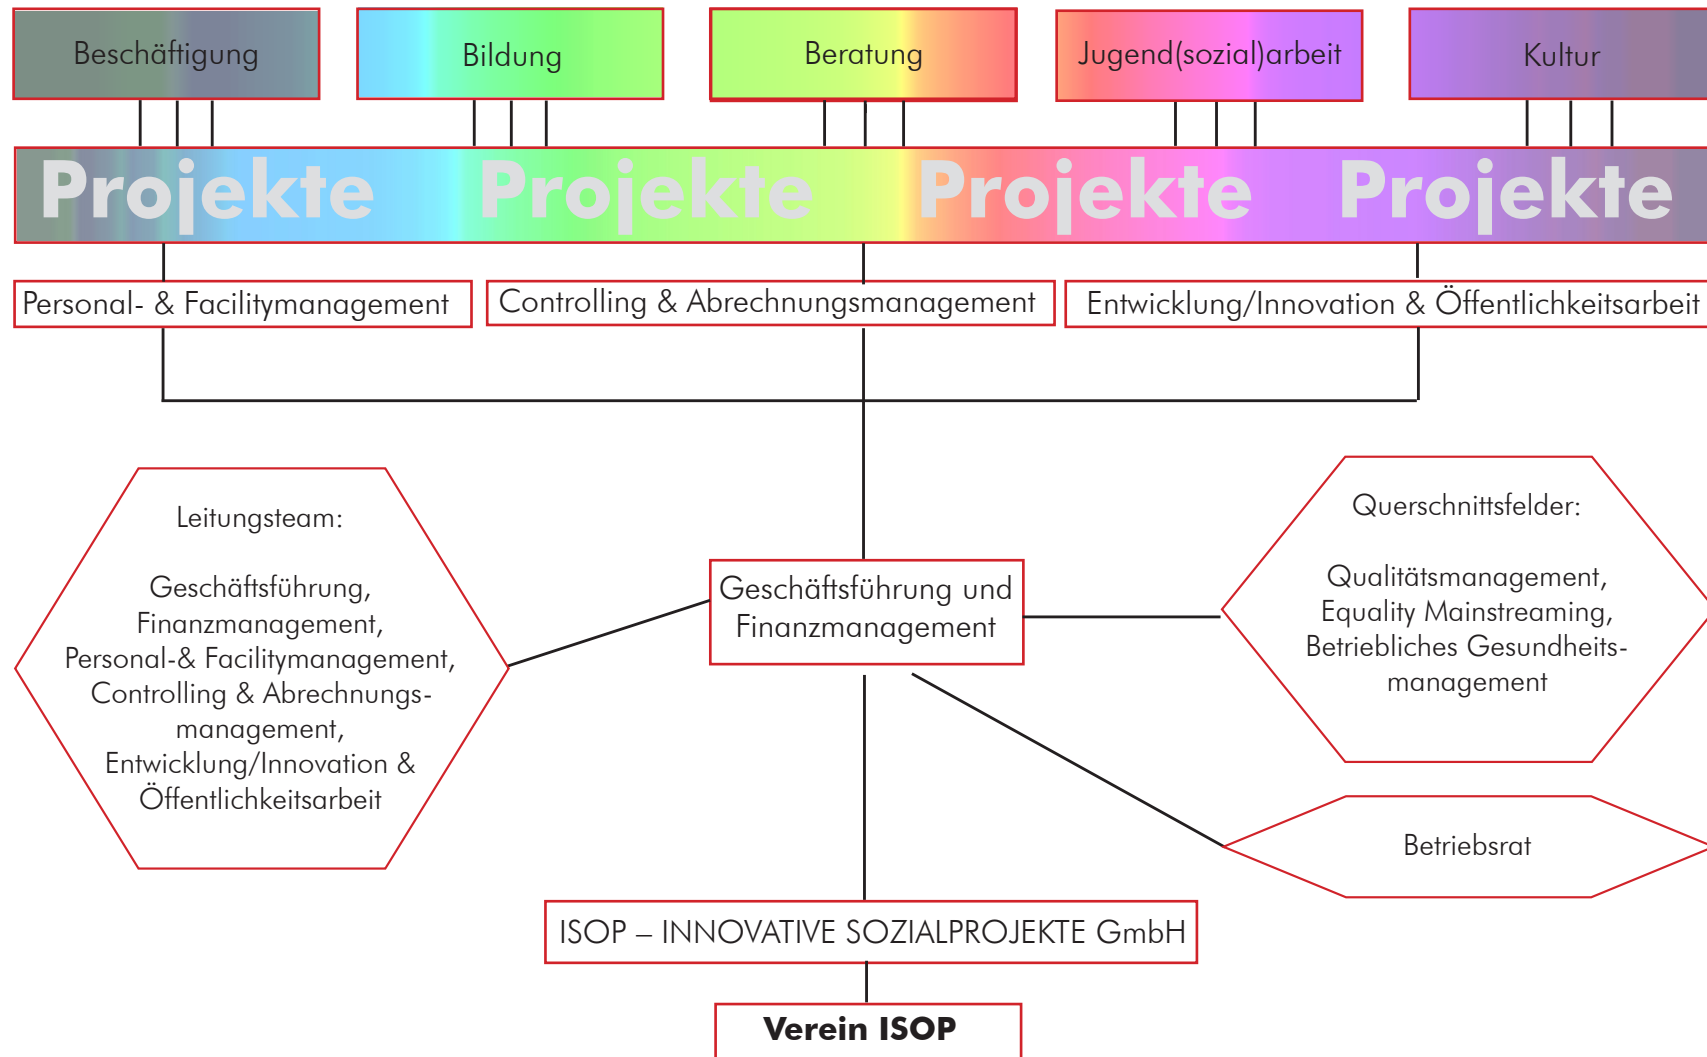 Beschäftigung
Bildung
Beratung
Jugend(sozial)arbeit
Kultur
Projekte Projekte Projekte Projekte
Personal- & Facilitymanagement
Controlling & Abrechnungsmanagement
Entwicklung/Innovation & Öffentlichkeitsarbeit
Leitungsteam:
Geschäftsführung,
Finanzmanagement,
Personal-& Facilitymanagement,
Controlling & Abrechnungs-
management,
Entwicklung/Innovation &
Öffentlichkeitsarbeit
Geschäftsführung und
Finanzmanagement
Querschnittsfelder:
Qualitätsmanagement,
Equality Mainstreaming,
Betriebliches Gesundheits-
management
Betriebsrat
ISOP – INNOVATIVE SOZIALPROJEKTE GmbH
Verein ISOP